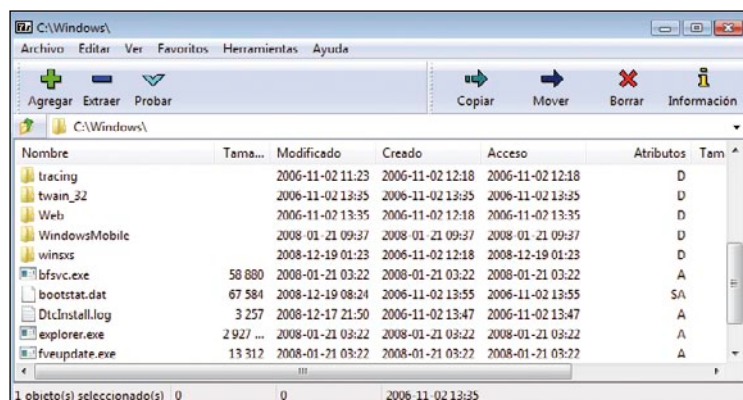 C:\Windows\
Archivo Editar Ver Favoritos Herramientas Ayuda
Agregar Extraer Probar Copiar Mover Borrar Información
C:\Windows\
Nombre Tama... Modificado Creado Acceso Atributos Tam
tracing 2006-11-02 11:23 2006-11-02 12:18 2006-11-02 12:18 D
twain_32 2006-11-02 13:35 2006-11-02 13:35 2006-11-02 13:35 D
Web 2006-11-02 13:35 2006-11-02 12:18 2006-11-02 13:35 D
WindowsMobile 2008-01-21 09:37 2008-01-21 09:37 2008-01-21 09:37 D
winsxs 2008-12-19 01:23 2006-11-02 12:18 2008-12-19 01:23 D
bfsvc.exe 58 880 2008-01-21 03:22 2008-01-21 03:22 2008-01-21 03:22 A
bootstat.dat 67 584 2008-12-19 08:24 2006-11-02 13:55 2006-11-02 13:55 SA
DtcInstall.log 3 257 2008-12-17 21:50 2006-11-02 13:47 2006-11-02 13:47 A
explorer.exe 2 927 ... 2008-01-21 03:22 2008-01-21 03:22 2008-01-21 03:22 A
fveupdate.exe 13 312 2008-01-21 03:22 2008-01-21 03:22 2008-01-21 03:22 A
1 objeto(s) seleccionado(s) 0 0 2006-11-02 13:35